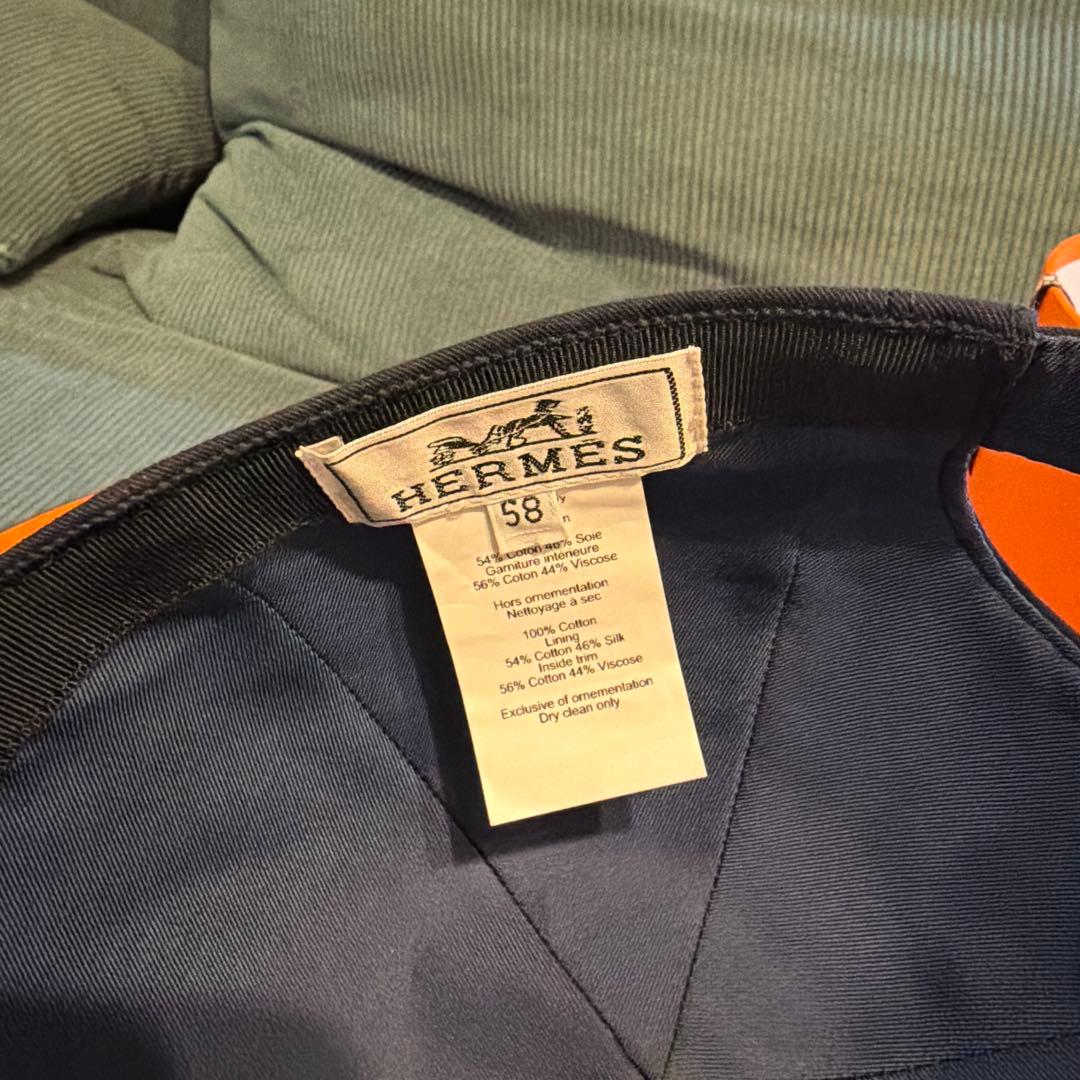 HERMES
58
54% Coton 46% Soie
Garniture intérieure
56% Coton 44% Viscose
Hors ornementation
Nettoyage à sec
100% Cotton
Lining
54% Cotton 46% Silk
Inside trim
56% Cotton 44% Viscose
Exclusive of ornementation
Dry clean only